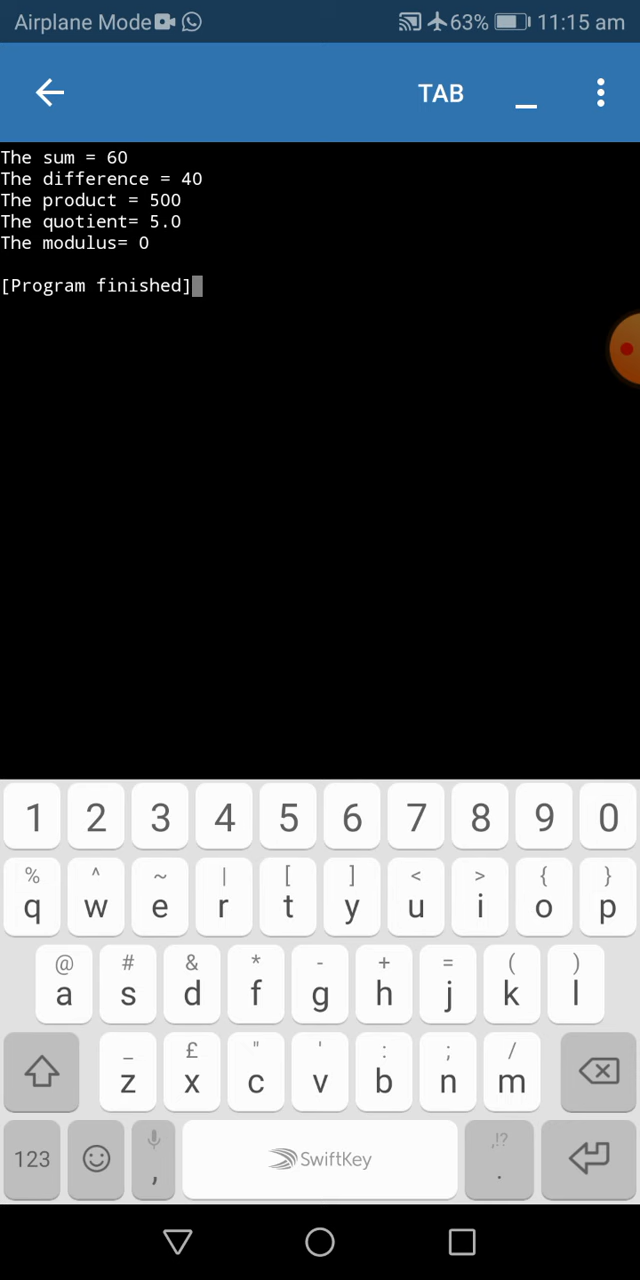 Airplane Mode 63% 11:15 am
TAB _
The sum = 60
The difference = 40
The product = 500
The quotient= 5.0
The modulus= 0
[Program finished]
1 2 3 4 5 6 7 8 9 0
% ^ ~ | [ ] < > { }
q w e r t y u i o p
@ # & * - + = ( )
a s d f g h j k l
_ £ " ' : ; /
z x c v b n m
,!?
123 , SwiftKey .